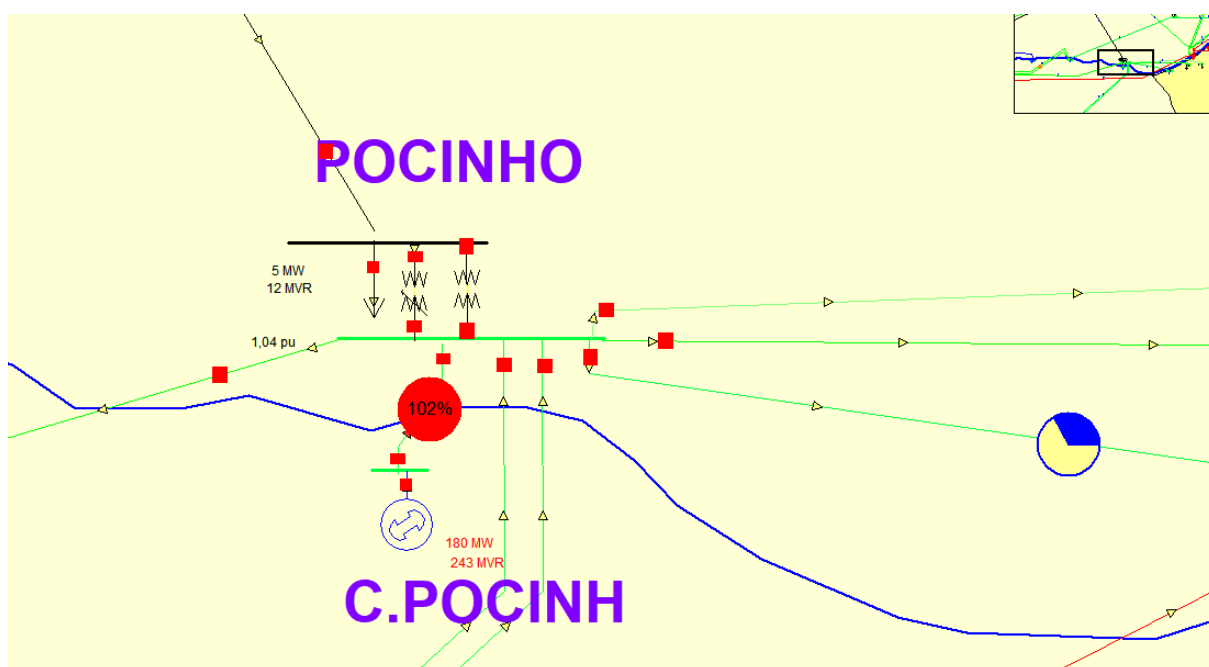 POCINHO
5 MW
12 MVR
1,04 pu
102%
180 MW
243 MVR
C.POCINH